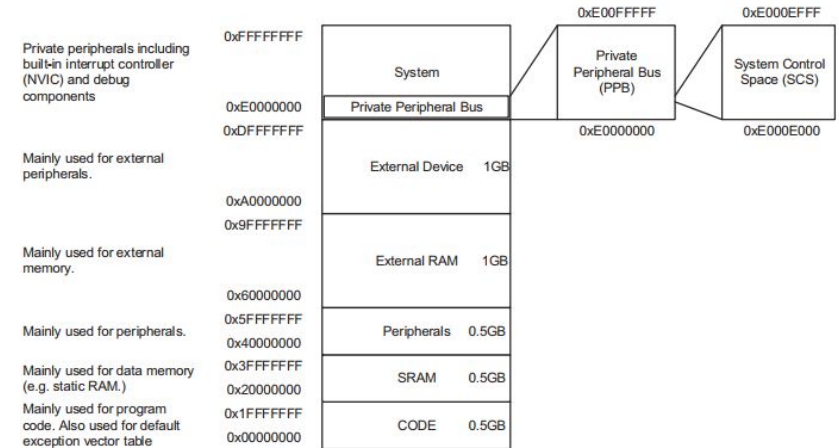 0xE00FFFFF
0xE000EFFF
Private peripherals including
built-in interrupt controller
(NVIC) and debug
components
0xFFFFFFFF
System
0xE0000000
Private Peripheral Bus
Private
Peripheral Bus
(PPB)
System Control
Space (SCS)
0xE0000000
0xE000E000
0xDFFFFFFF
Mainly used for external
peripherals.
External Device 1GB
0xA0000000
0x9FFFFFFF
Mainly used for external
memory.
External RAM 1GB
0x60000000
0x5FFFFFFF
Mainly used for peripherals.
Peripherals 0.5GB
0x40000000
0x3FFFFFFF
Mainly used for data memory
(e.g. static RAM.)
SRAM 0.5GB
0x20000000
0x1FFFFFFF
Mainly used for program
code. Also used for default
exception vector table
CODE 0.5GB
0x00000000